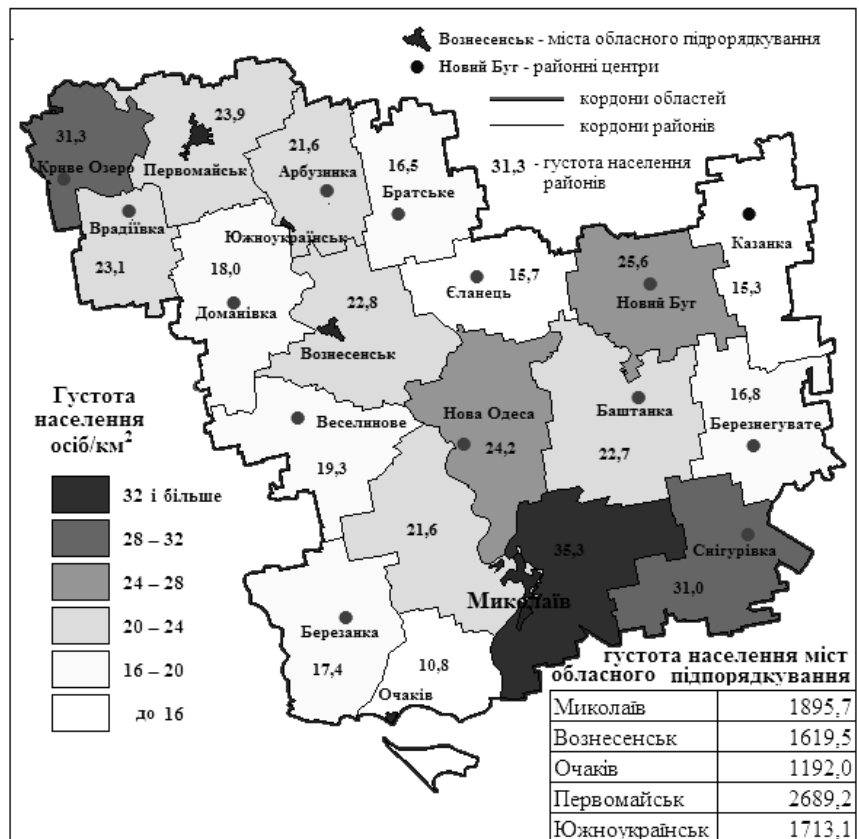 Вознесенськ - міста обласного підрорядкування
Новий Буг - районні центри
кордони областей
кордони районів
31,3 - густота населення
районів
31,3
Криве Озеро
23,9
Первомайськ
21,6
Арбузинка
16,5
Братське
Врадіївка
23,1
Южноукраїнськ
18,0
Доманівка
22,8
Вознесенськ
15,7
Єланець
25,6
Новий Буг
Казанка
15,3
Веселинове
19,3
Нова Одеса
24,2
Баштанка
22,7
16,8
Березнегувате
21,6
35,3
Снігурівка
31,0
Миколаїв
Березанка
17,4
10,8
Очаків
Густота
населення
осіб/км²
32 і більше
28 – 32
24 – 28
20 – 24
16 – 20
до 16
густота населення міст
обласного підпорядкування
Миколаїв 1895,7
Вознесенськ 1619,5
Очаків 1192,0
Первомайськ 2689,2
Южноукраїнськ 1713,1